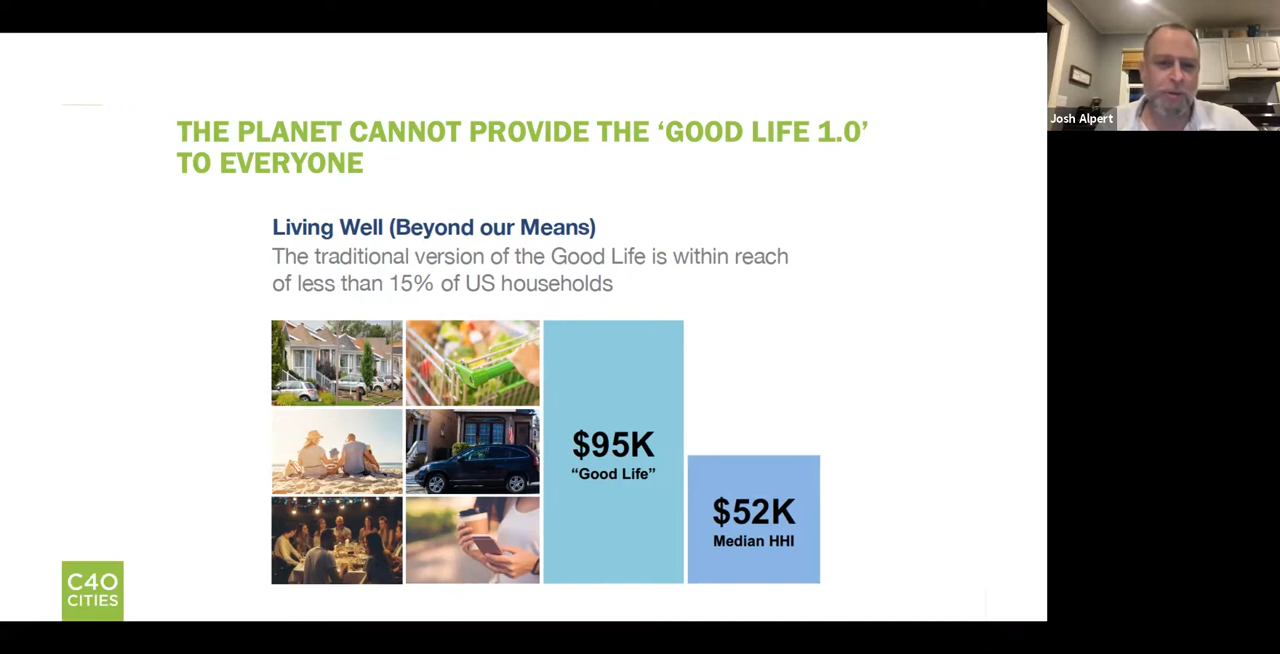 THE PLANET CANNOT PROVIDE THE ‘GOOD LIFE 1.0’
TO EVERYONE
Living Well (Beyond our Means)
The traditional version of the Good Life is within reach
of less than 15% of US households
$95K
“Good Life”
$52K
Median HHI
C40
CITIES
Josh Alpert